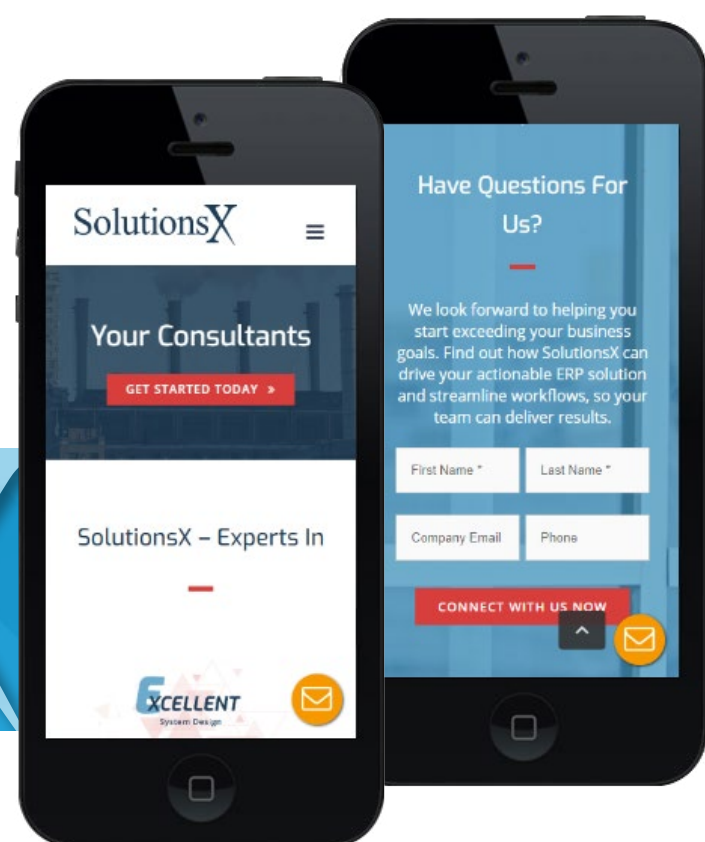 SolutionsX
Your Consultants
GET STARTED TODAY »
SolutionsX – Experts In
EXCELLENT
System Design
Have Questions For
Us?
We look forward to helping you
start exceeding your business
goals. Find out how SolutionsX can
drive your actionable ERP solution
and streamline workflows, so your
team can deliver results.
First Name * Last Name *
Company Email Phone
CONNECT WITH US NOW